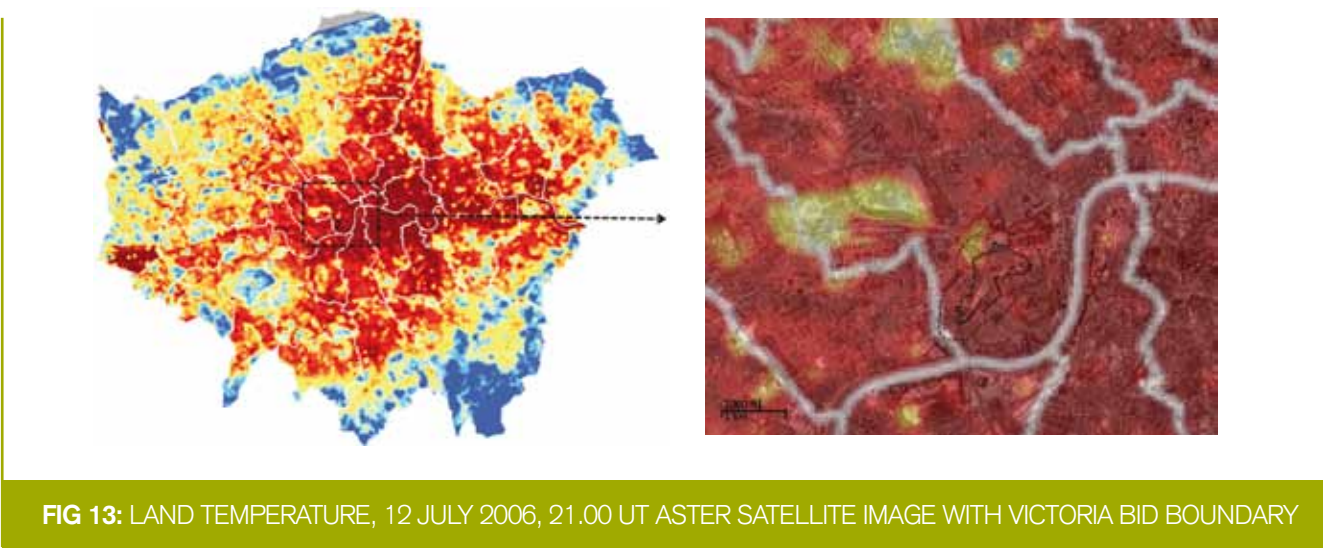 FIG 13: LAND TEMPERATURE, 12 JULY 2006, 21.00 UT ASTER SATELLITE IMAGE WITH VICTORIA BID BOUNDARY